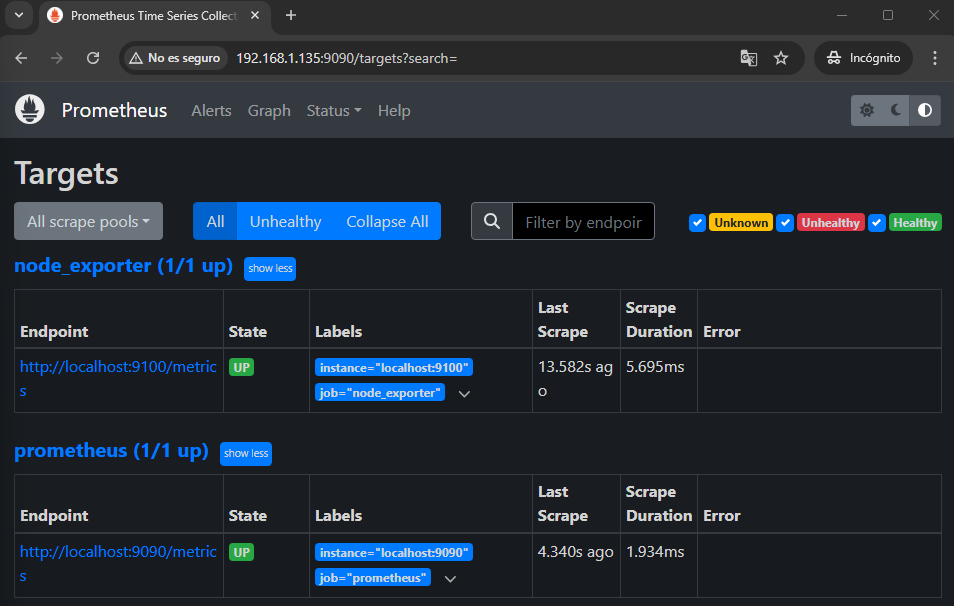 Prometheus Time Series Collect
No es seguro
192.168.1.135:9090/targets?search=
Incógnito
Prometheus
Alerts
Graph
Status
Help
Targets
All scrape pools
All
Unhealthy
Collapse All
Filter by endpoin
Unknown
Unhealthy
Healthy
node_exporter (1/1 up)
show less
Endpoint
State
Labels
Last
Scrape
Scrape
Duration
Error
http://localhost:9100/metric
s
UP
instance="localhost:9100"
job="node_exporter"
13.582s ag
o
5.695ms
prometheus (1/1 up)
show less
Endpoint
State
Labels
Last
Scrape
Scrape
Duration
Error
http://localhost:9090/metric
s
UP
instance="localhost:9090"
job="prometheus"
4.340s ago
1.934ms